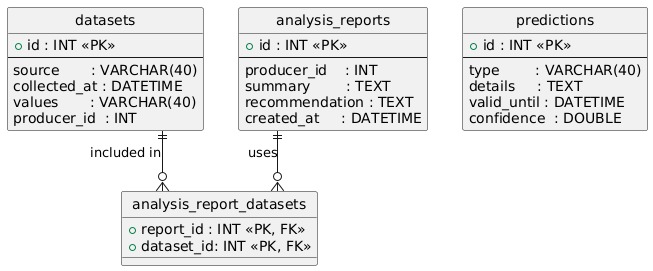 datasets
id : INT «PK»
source : VARCHAR(40)
collected_at : DATETIME
values : VARCHAR(40)
producer_id : INT
analysis_reports
id : INT «PK»
producer_id : INT
summary : TEXT
recommendation : TEXT
created_at : DATETIME
predictions
id : INT «PK»
type : VARCHAR(40)
details : TEXT
valid_until : DATETIME
confidence : DOUBLE
included in
uses
analysis_report_datasets
report_id : INT «PK, FK»
dataset_id: INT «PK, FK»